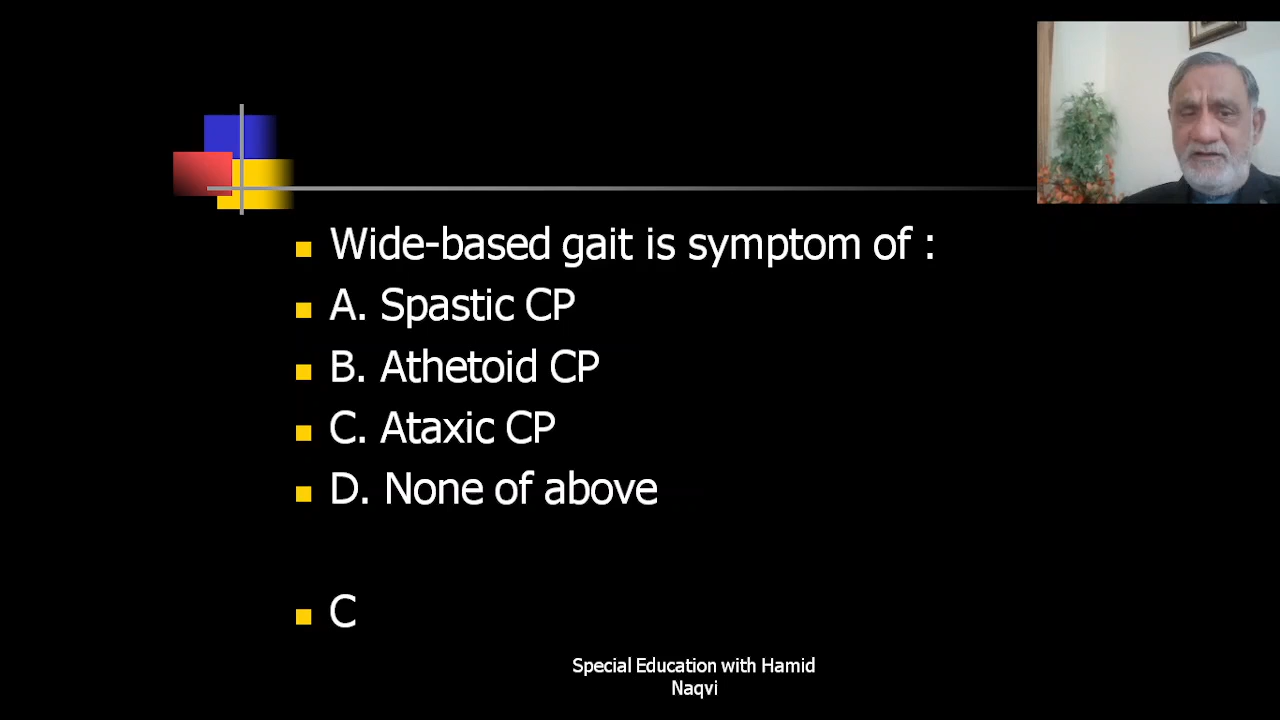 Wide-based gait is symptom of :
A. Spastic CP
B. Athetoid CP
C. Ataxic CP
D. None of above
C
Special Education with Hamid
Naqvi